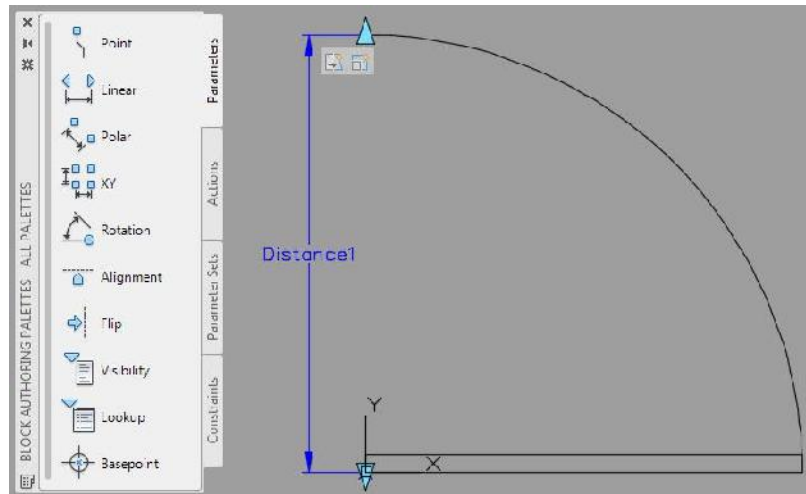 Point
Linear
Polar
XY
Rotation
Alignment
Flip
Visibility
Lookup
Basepoint
Parameters
Actions
Parameter Sets
Constraints
BLOCK AUTHORING PALETTES - ALL PALETTES
Distance1
Y
X